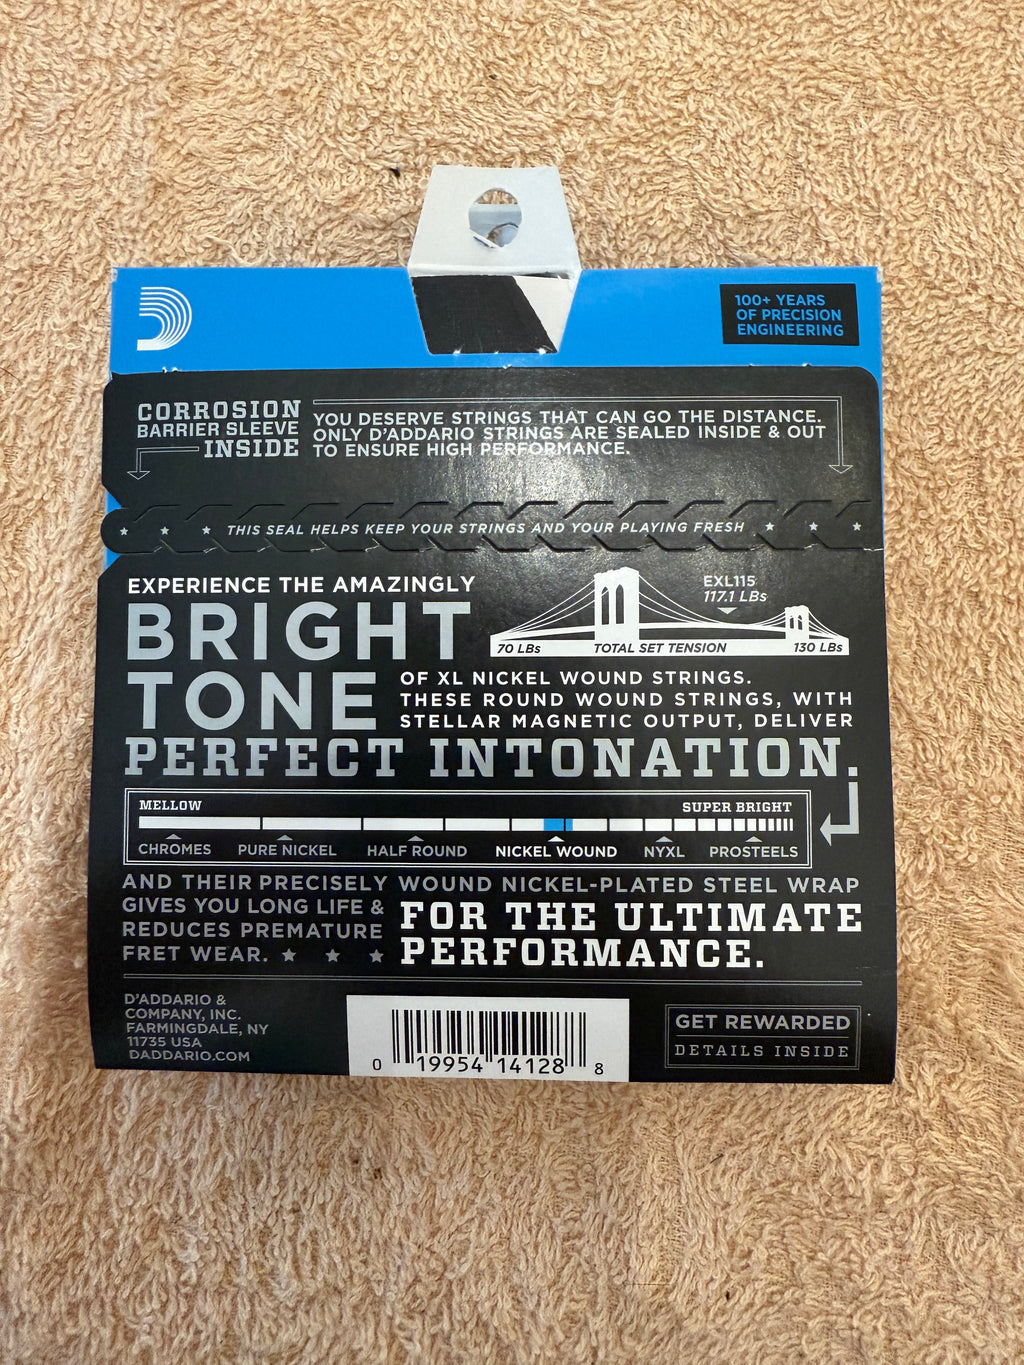 100+ YEARS
OF PRECISION
ENGINEERING
CORROSION
BARRIER SLEEVE
INSIDE
YOU DESERVE STRINGS THAT CAN GO THE DISTANCE.
ONLY D'ADDARIO STRINGS ARE SEALED INSIDE & OUT
TO ENSURE HIGH PERFORMANCE.
THIS SEAL HELPS KEEP YOUR STRINGS AND YOUR PLAYING FRESH
EXPERIENCE THE AMAZINGLY
BRIGHT
TONE
EXL115
117.1 LBs
70 LBs TOTAL SET TENSION 130 LBs
OF XL NICKEL WOUND STRINGS.
THESE ROUND WOUND STRINGS, WITH
STELLAR MAGNETIC OUTPUT, DELIVER
PERFECT INTONATION.
MELLOW SUPER BRIGHT
CHROMES PURE NICKEL HALF ROUND NICKEL WOUND NYXL PROSTEELS
AND THEIR PRECISELY WOUND NICKEL-PLATED STEEL WRAP
GIVES YOU LONG LIFE &
REDUCES PREMATURE
FRET WEAR.
FOR THE ULTIMATE
PERFORMANCE.
D'ADDARIO &
COMPANY, INC.
FARMINGDALE, NY
11735 USA
DADDARIO.COM
0 19954 14128 8
GET REWARDED
DETAILS INSIDE